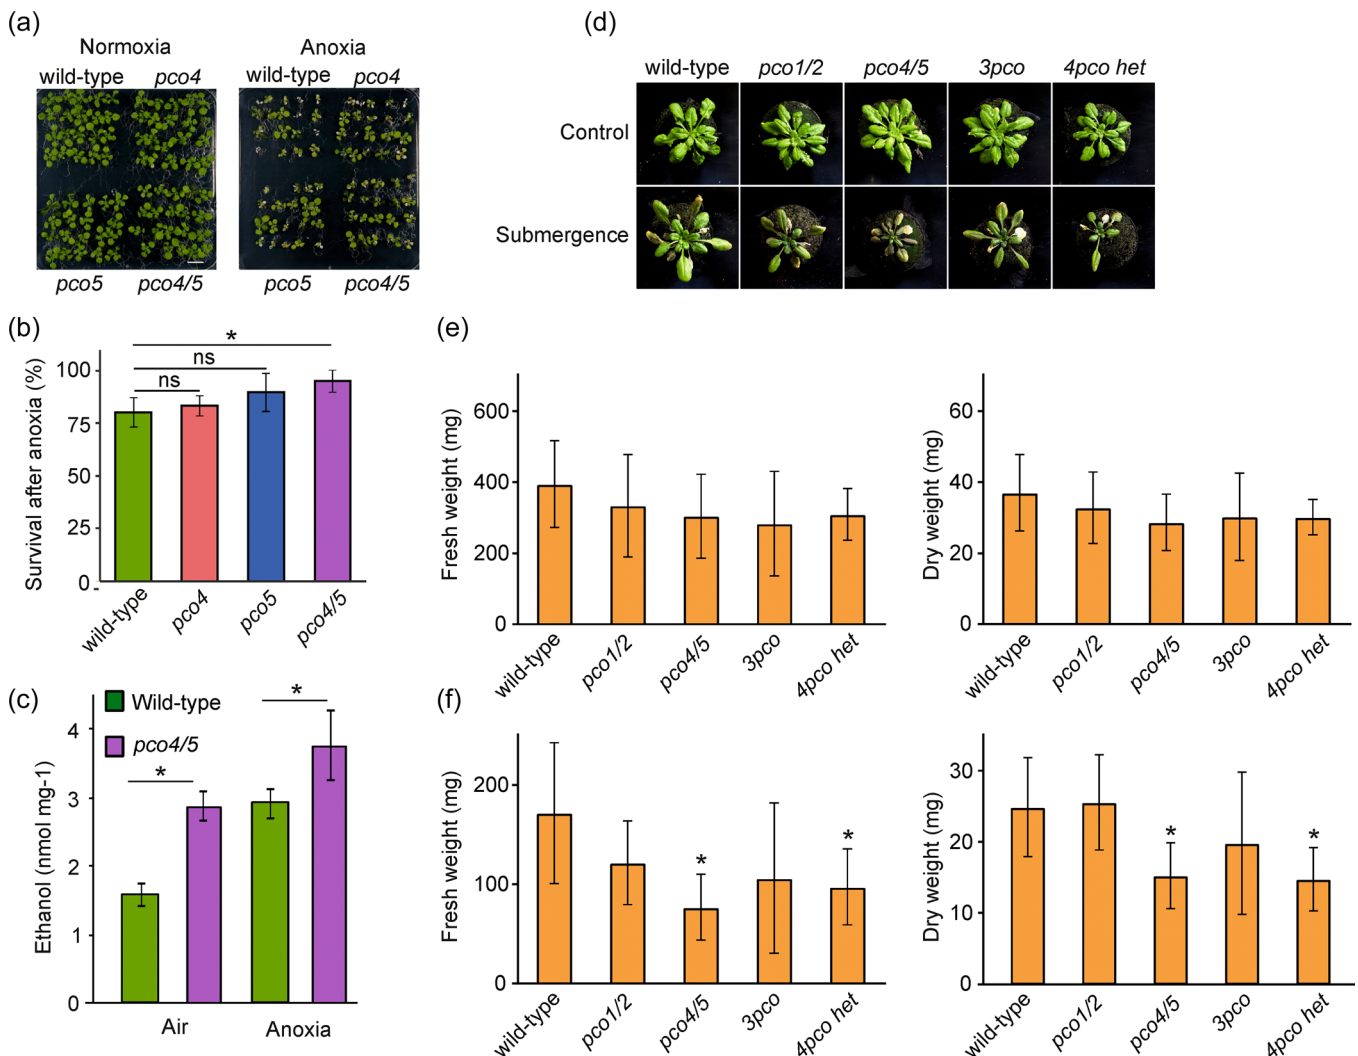 (a)
Normoxia
Anoxia
wild-type
pco4
wild-type
pco4
pco5
pco4/5
pco5
pco4/5
(d)
wild-type
pco1/2
pco4/5
3pco
4pco het
Control
Submergence
(b)
Survival after anoxia (%)
100
75
50
25
0
*
ns
ns
wild-type
pco4
pco5
pco4/5
(c)
Ethanol (nmol mg-1)
4
3
2
1
0
Wild-type
pco4/5
*
*
Air
Anoxia
(e)
Fresh weight (mg)
600
400
200
0
wild-type
pco1/2
pco4/5
3pco
4pco het
Dry weight (mg)
60
40
20
0
wild-type
pco1/2
pco4/5
3pco
4pco het
(f)
Fresh weight (mg)
200
100
0
*
*
wild-type
pco1/2
pco4/5
3pco
4pco het
Dry weight (mg)
30
20
10
0
*
*
wild-type
pco1/2
pco4/5
3pco
4pco het